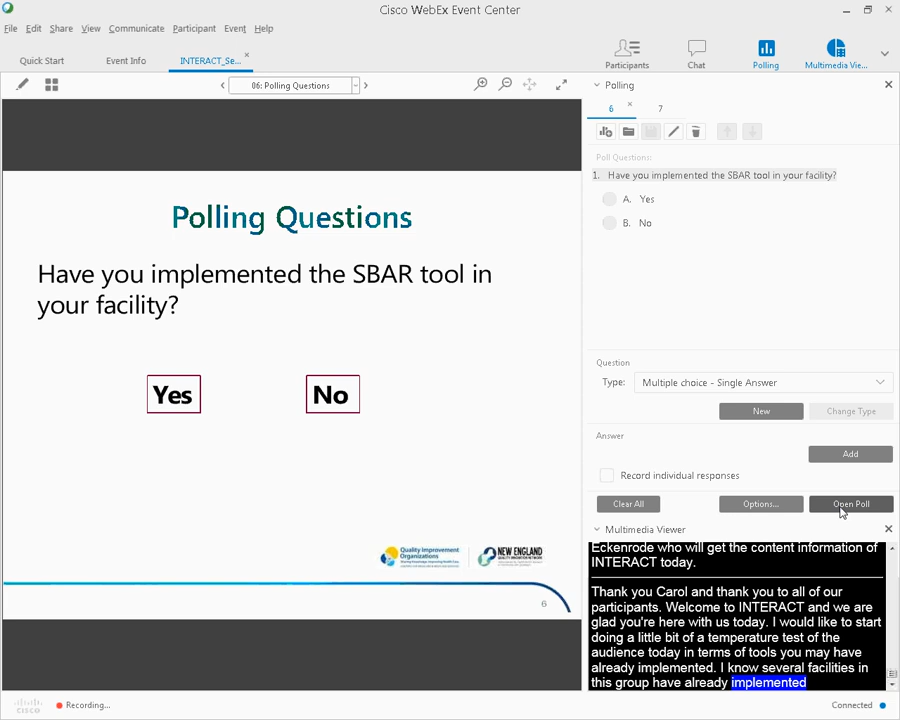 Cisco WebEx Event Center
File Edit Share View Communicate Participant Event Help
Quick Start Event Info INTERACT_Se...
Participants Chat Polling Multimedia Vie...
06: Polling Questions
Polling Questions
Have you implemented the SBAR tool in
your facility?
Yes No
Quality Improvement
Organizations
NEW ENGLAND
6
Polling
6 7
Poll Questions:
1. Have you implemented the SBAR tool in your facility?
A. Yes
B. No
Question
Type: Multiple choice - Single Answer
New Change Type
Answer
Add
Record individual responses
Clear All Options... Open Poll
Multimedia Viewer
Eckenrode who will get the content information of
INTERACT today.
Thank you Carol and thank you to all of our
participants. Welcome to INTERACT and we are
glad you're here with us today. I would like to start
doing a little bit of a temperature test of the
audience today in terms of tools you may have
already implemented. I know several facilities in
this group have already implemented
cisco Recording... Connected